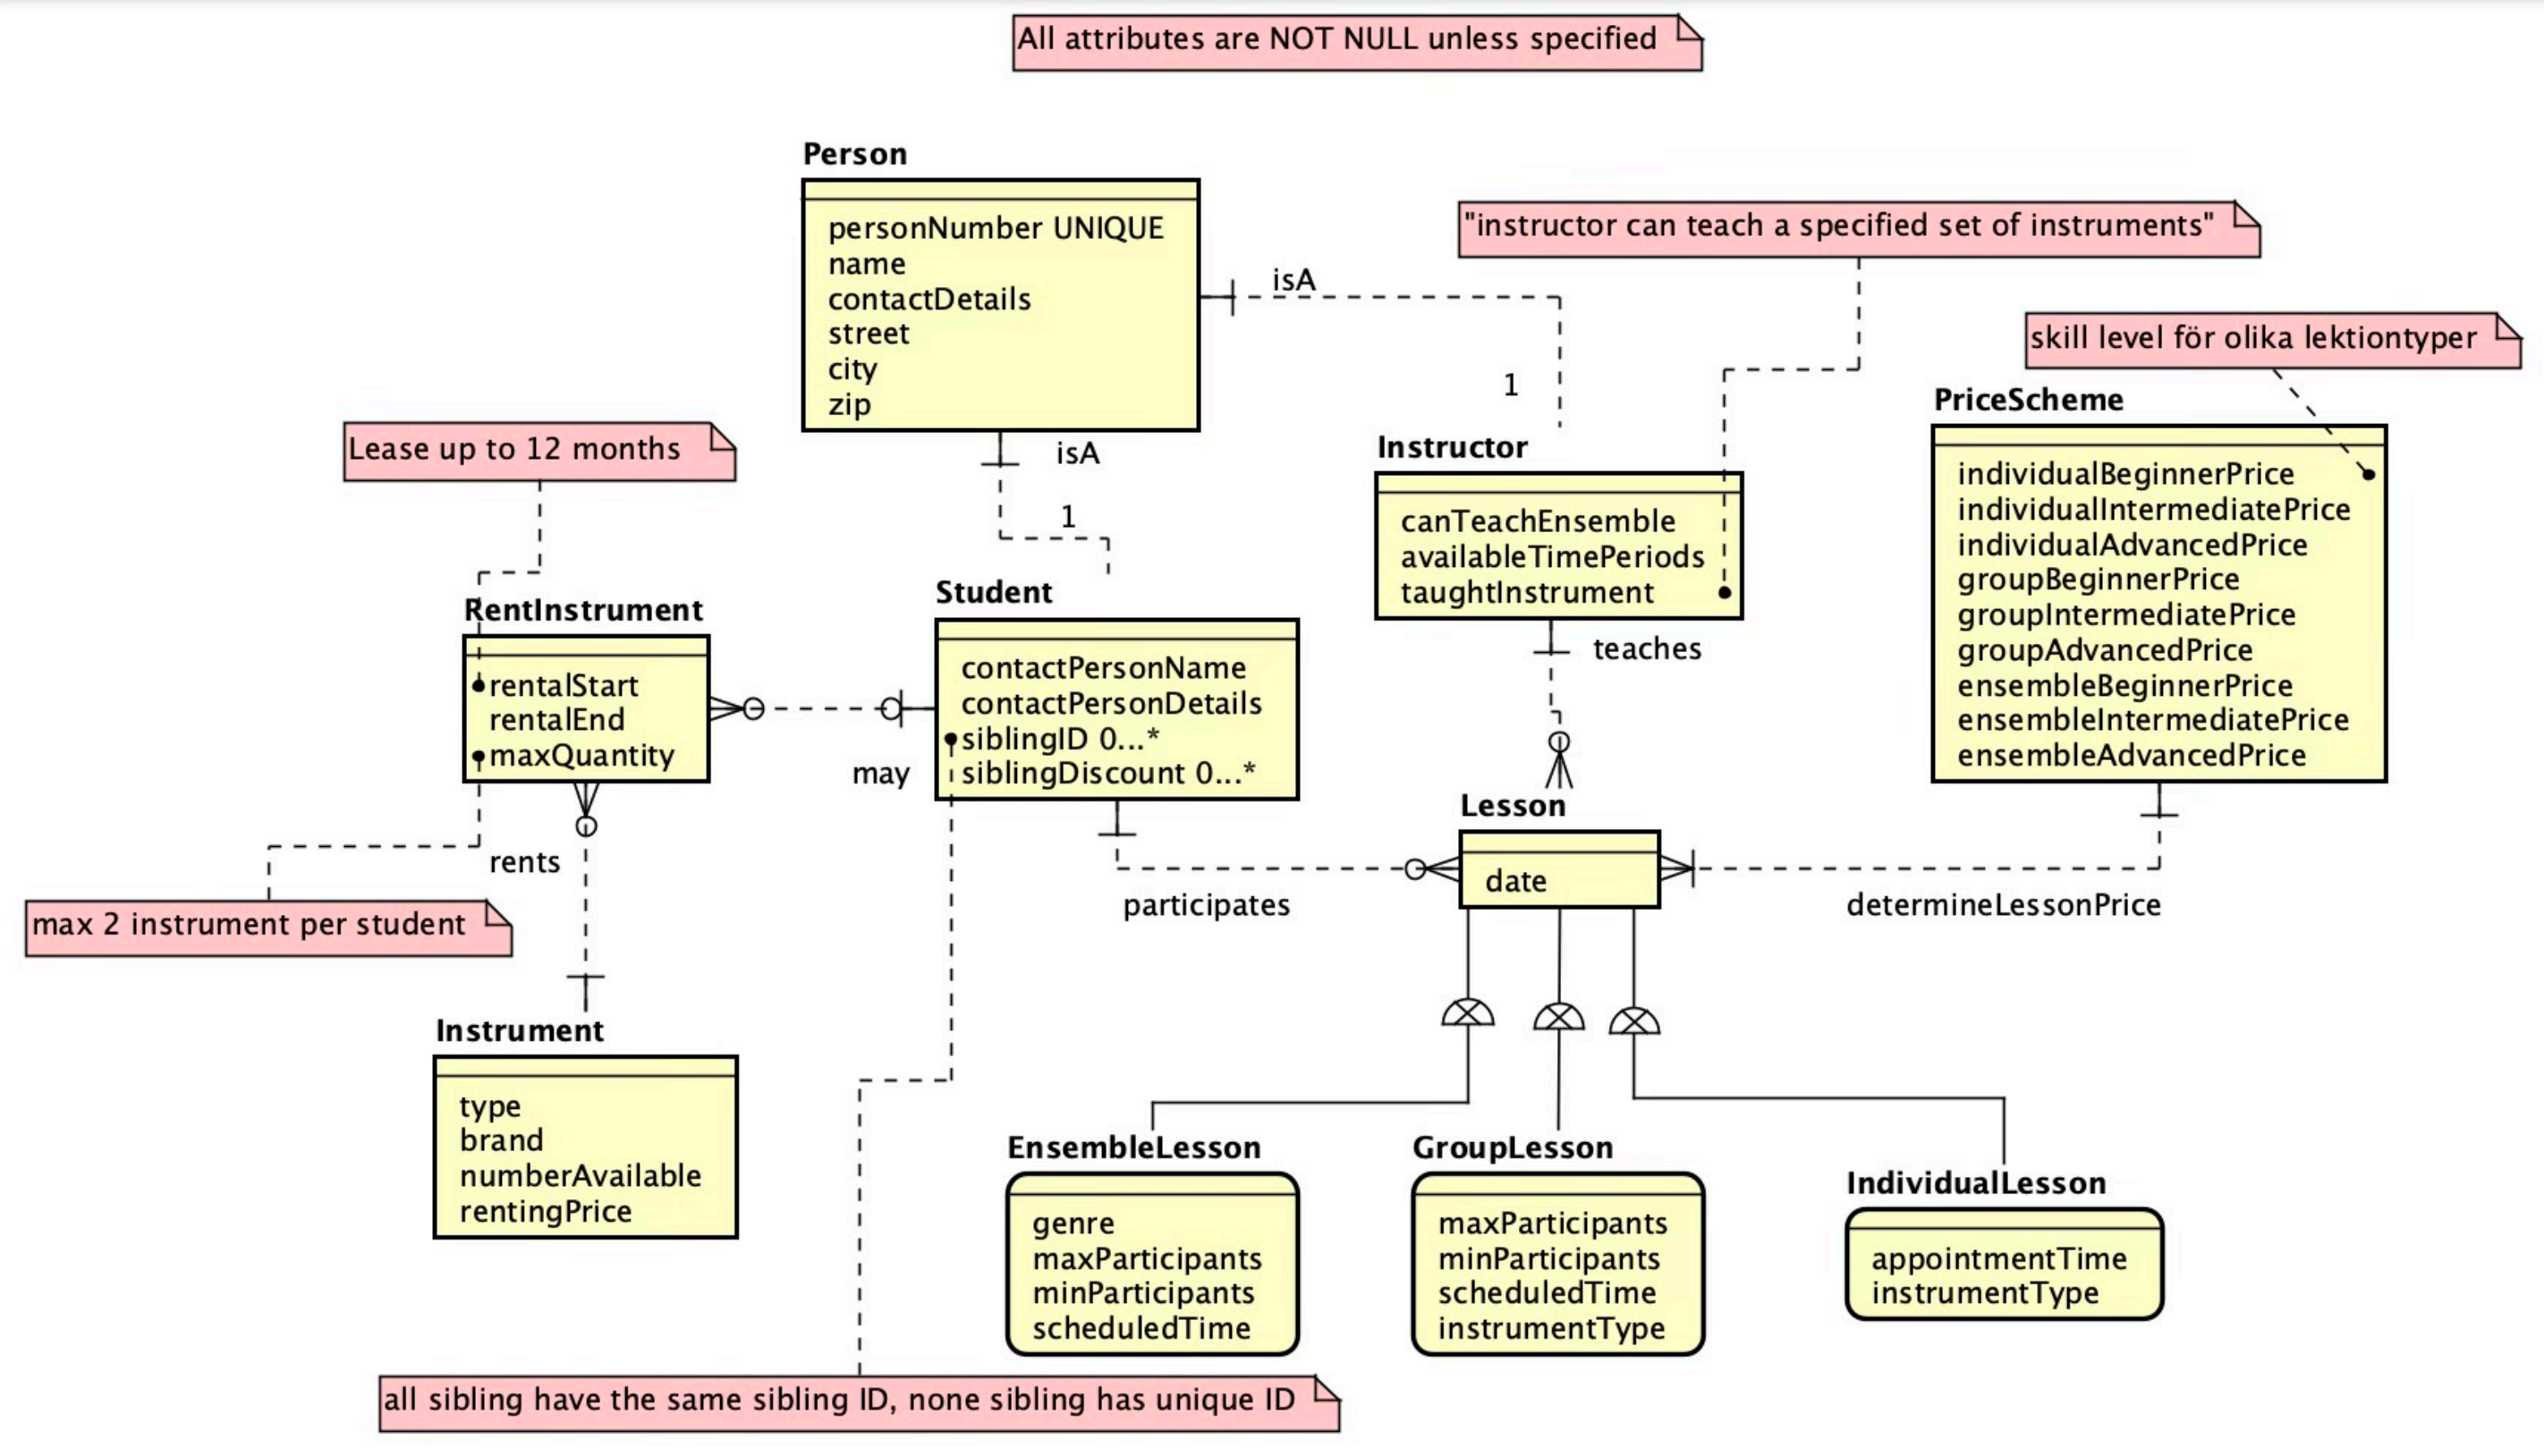 All attributes are NOT NULL unless specified
Person
personNumber UNIQUE
name
contactDetails
street
city
zip
isA
1
isA
1
"instructor can teach a specified set of instruments"
skill level för olika lektiontyper
Lease up to 12 months
RentInstrument
rentalStart
rentalEnd
maxQuantity
max 2 instrument per student
rents
may
Student
contactPersonName
contactPersonDetails
siblingID 0...*
siblingDiscount 0...*
Instructor
canTeachEnsemble
availableTimePeriods
taughtInstrument
teaches
PriceScheme
individualBeginnerPrice
individualIntermediatePrice
individualAdvancedPrice
groupBeginnerPrice
groupIntermediatePrice
groupAdvancedPrice
ensembleBeginnerPrice
ensembleIntermediatePrice
ensembleAdvancedPrice
Lesson
date
participates
determineLessonPrice
Instrument
type
brand
numberAvailable
rentingPrice
EnsembleLesson
genre
maxParticipants
minParticipants
scheduledTime
GroupLesson
maxParticipants
minParticipants
scheduledTime
instrumentType
IndividualLesson
appointmentTime
instrumentType
all sibling have the same sibling ID, none sibling has unique ID